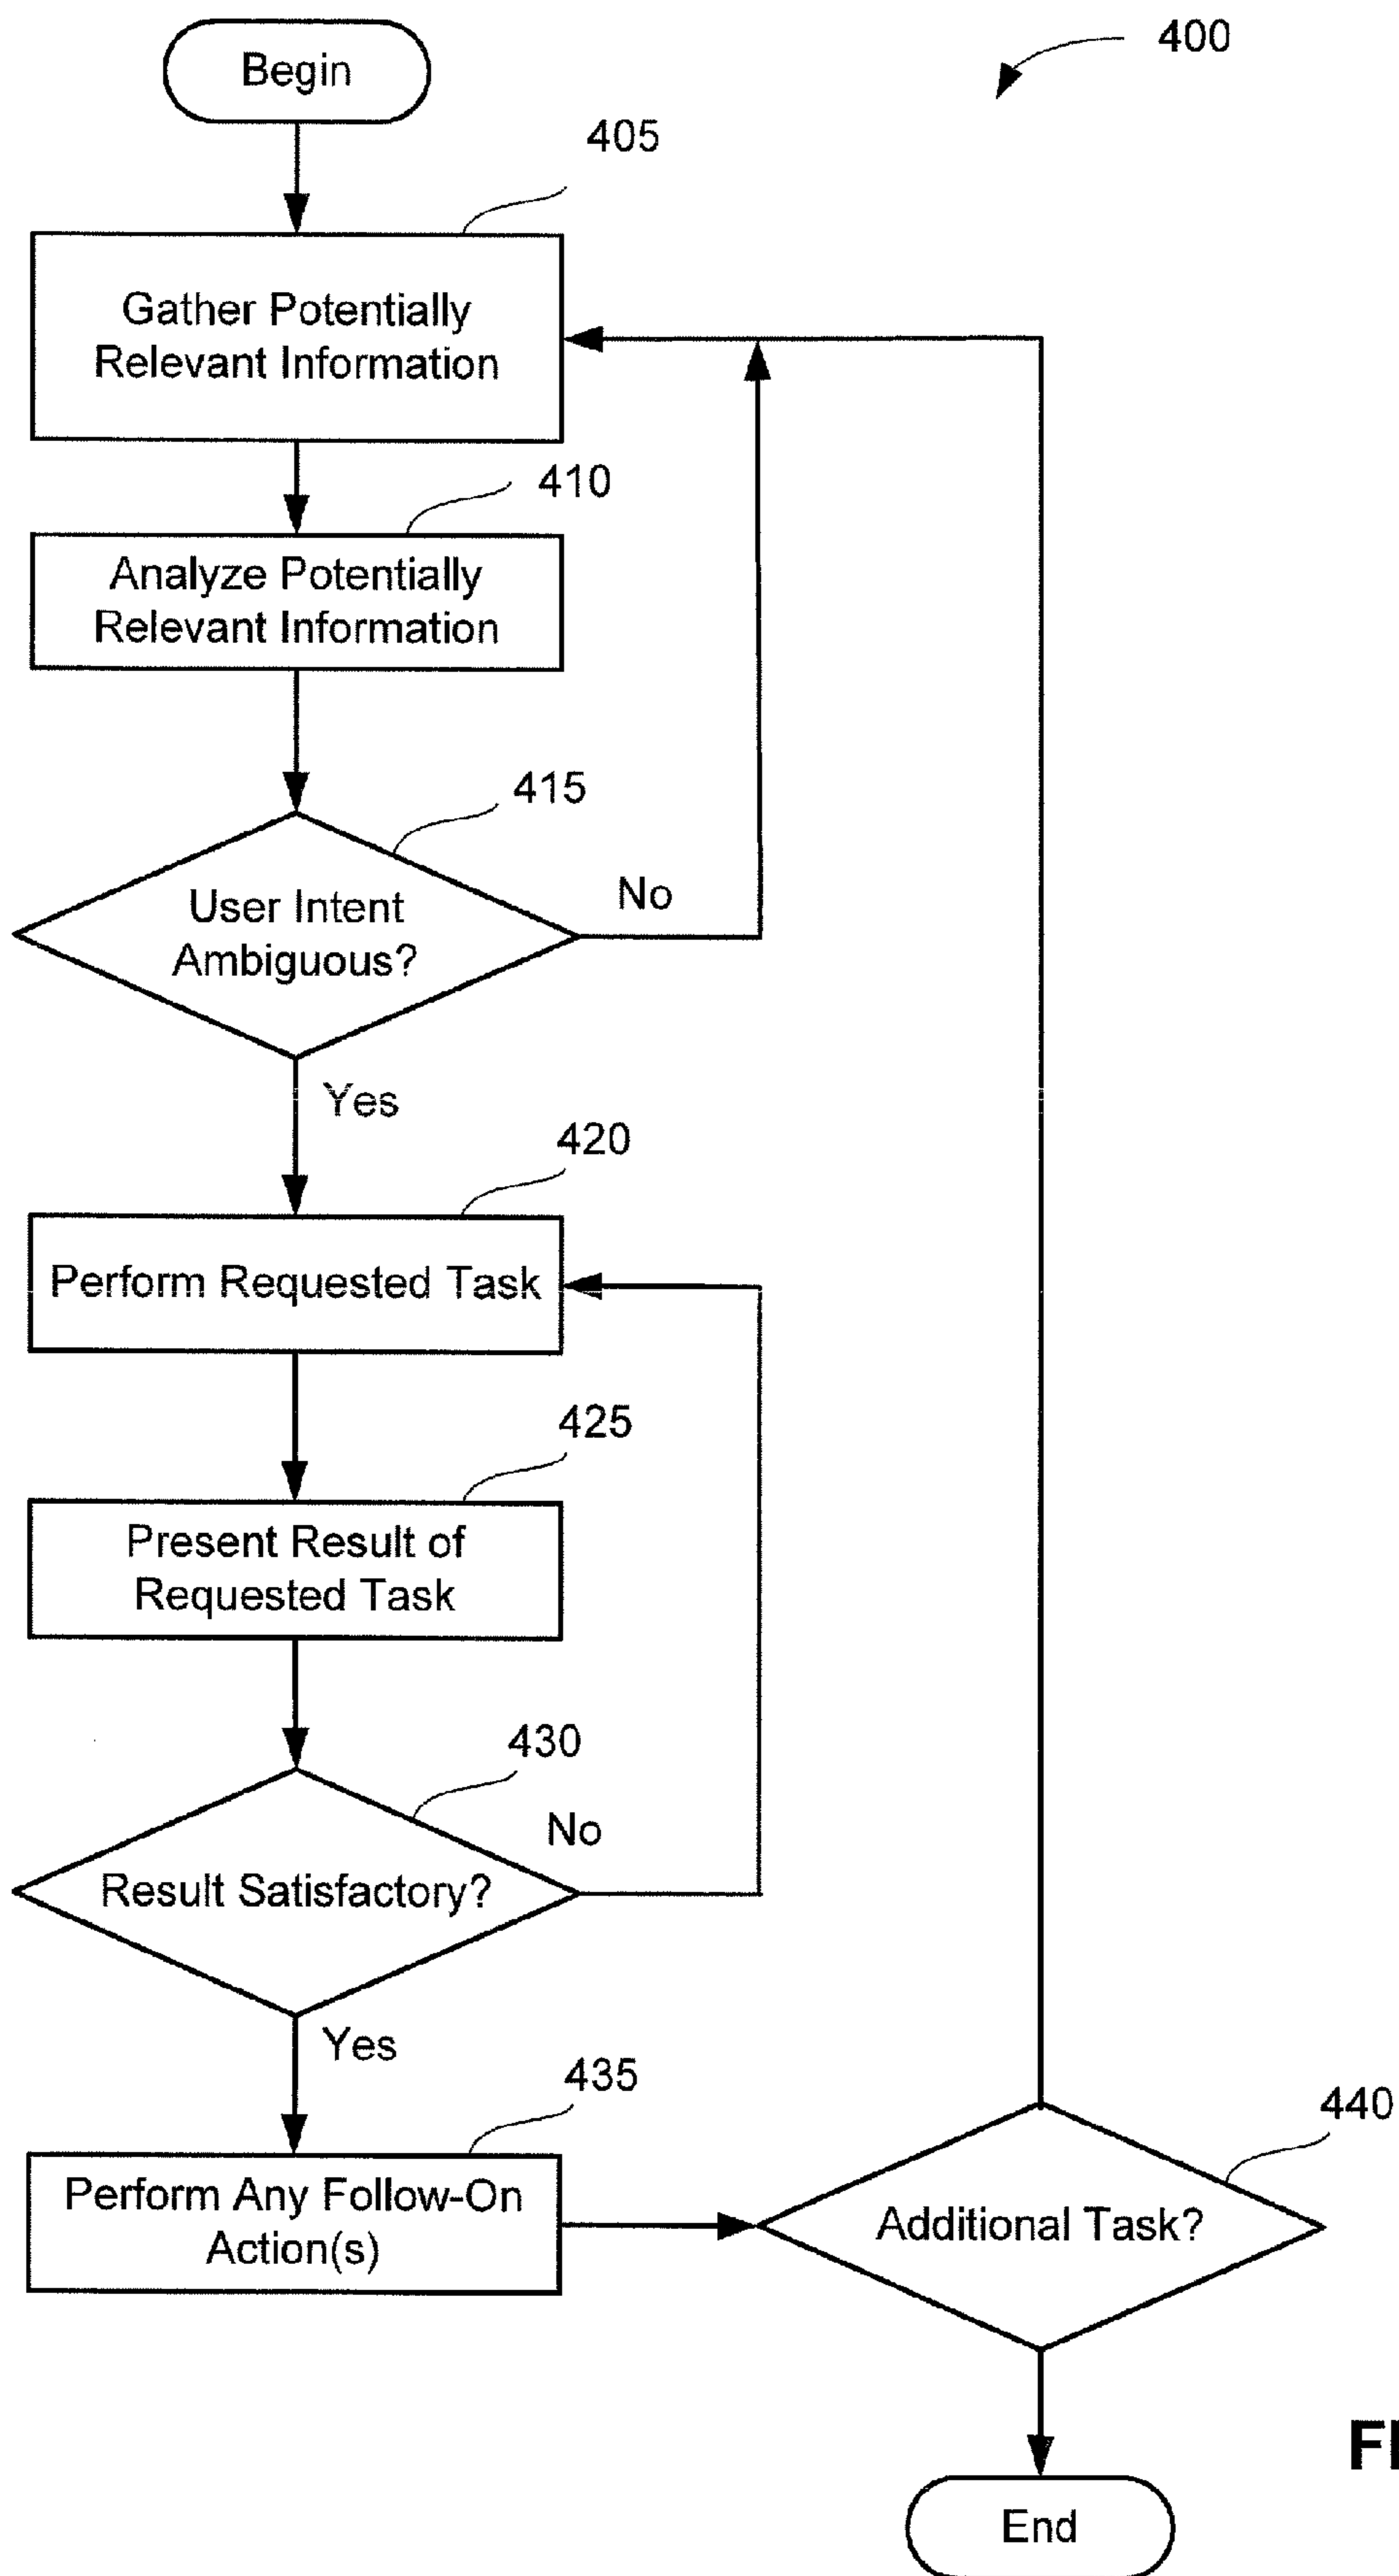 Begin
400
405
Gather Potentially
Relevant Information
410
Analyze Potentially
Relevant Information
415
User Intent
Ambiguous?
No
Yes
420
Perform Requested Task
425
Present Result of
Requested Task
430
No
Result Satisfactory?
Yes
435
Perform Any Follow-On
Action(s)
440
Additional Task?
End